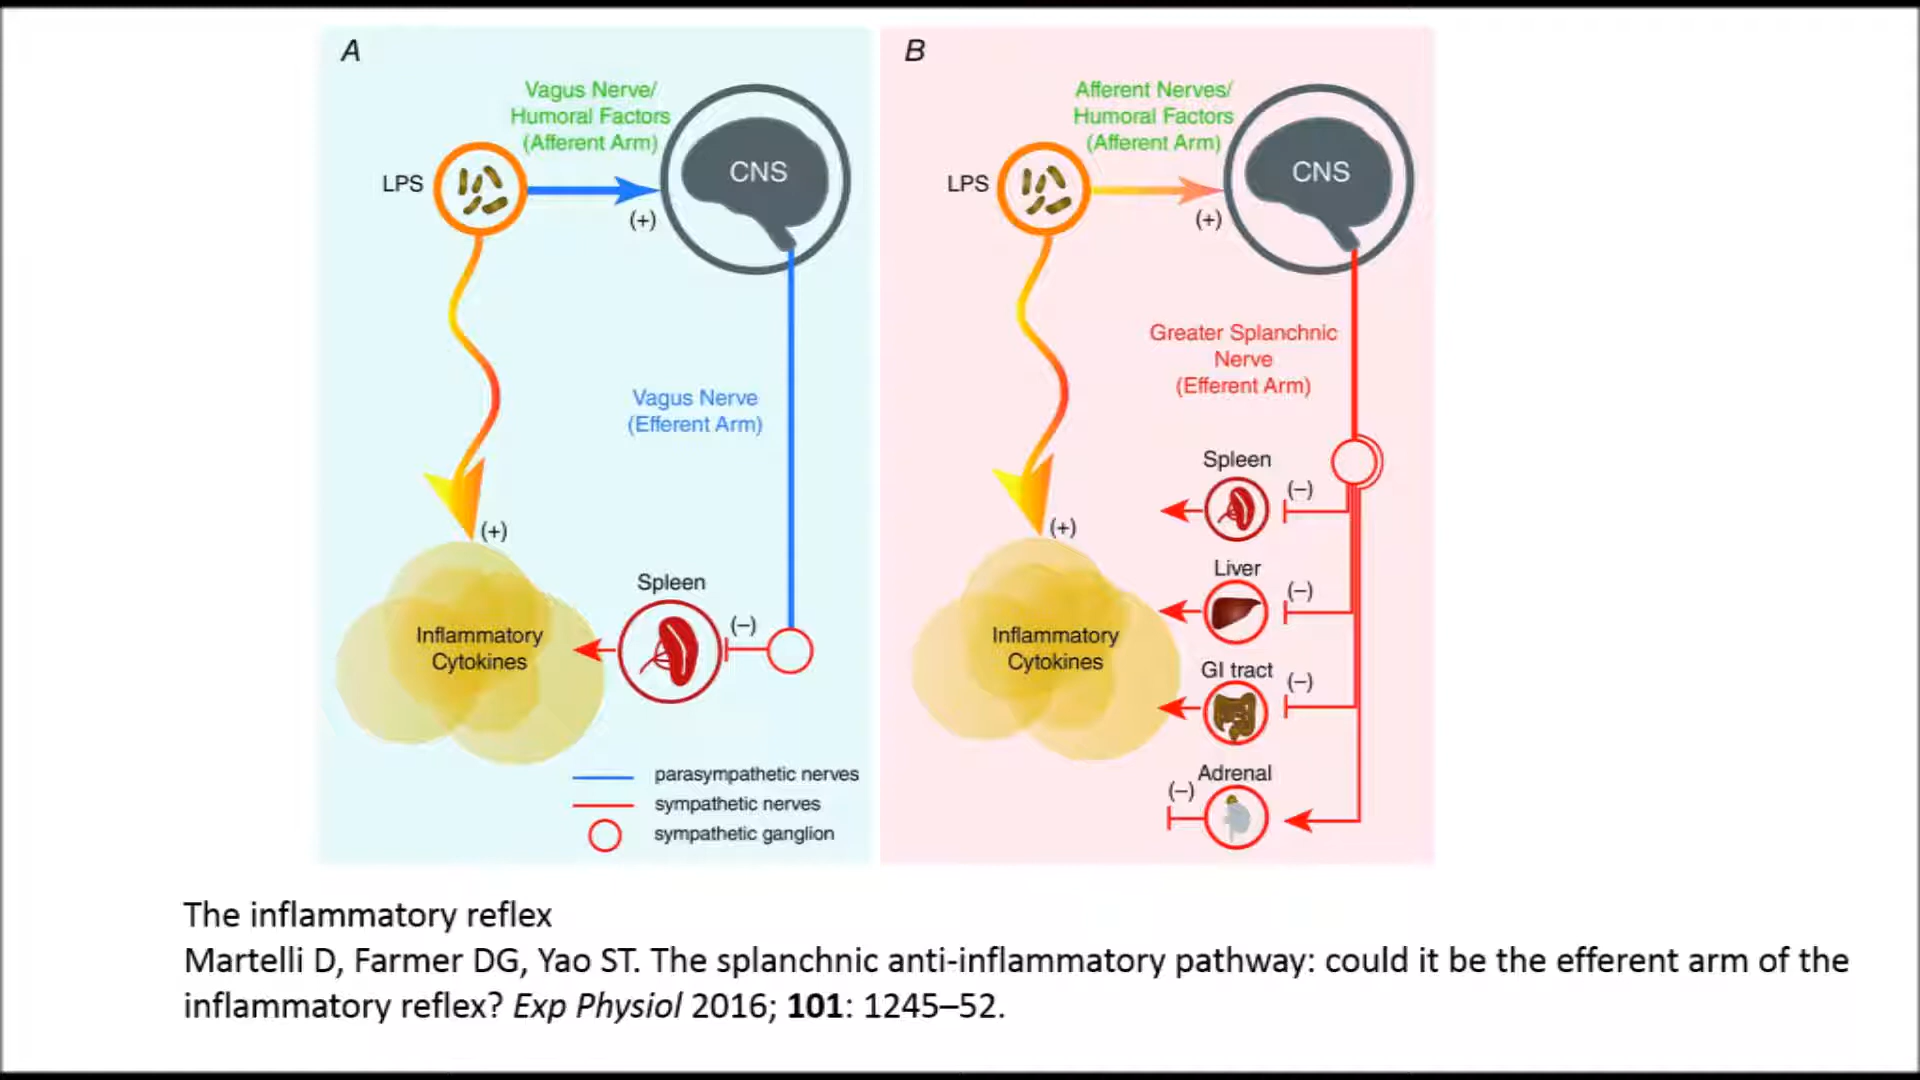 A
Vagus Nerve/
Humoral Factors
(Afferent Arm)
LPS
CNS
(+)
Vagus Nerve
(Efferent Arm)
(+)
Spleen
(–)
Inflammatory
Cytokines
parasympathetic nerves
sympathetic nerves
sympathetic ganglion
B
Afferent Nerves/
Humoral Factors
(Afferent Arm)
LPS
CNS
(+)
Greater Splanchnic
Nerve
(Efferent Arm)
Spleen
(–)
(+)
Liver
(–)
Inflammatory
Cytokines
GI tract
(–)
Adrenal
(–)
The inflammatory reflex
Martelli D, Farmer DG, Yao ST. The splanchnic anti-inflammatory pathway: could it be the efferent arm of the
inflammatory reflex? Exp Physiol 2016; 101: 1245–52.